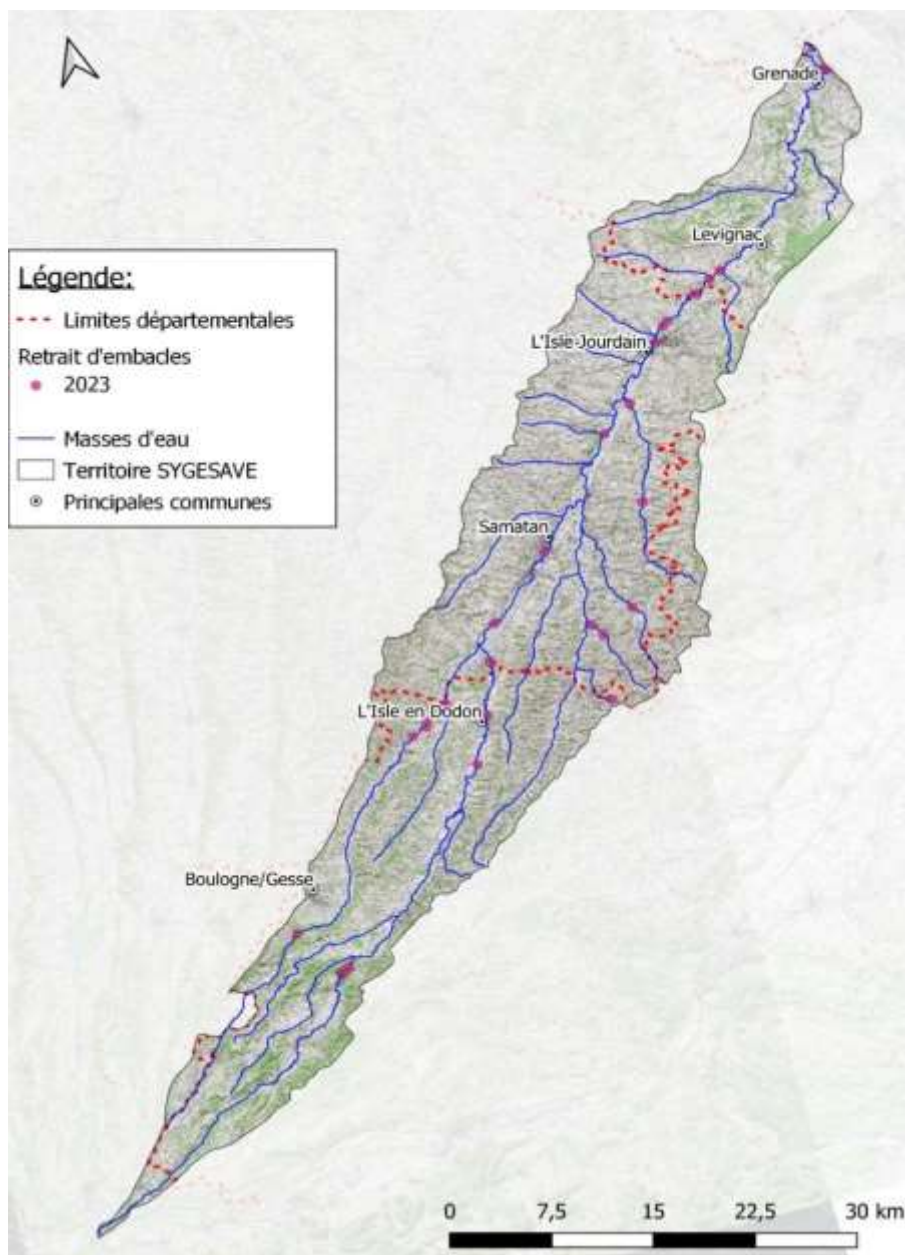 Grenade
Levignac
Légende:
Limites départementales
Retrait d'embacles
2023
Masses d'eau
Territoire SYGESAVE
Principales communes
L'Isle-Jourdain
Samatan
L'Isle en Dodon
Boulogne/Gesse
0 7,5 15 22,5 30 km